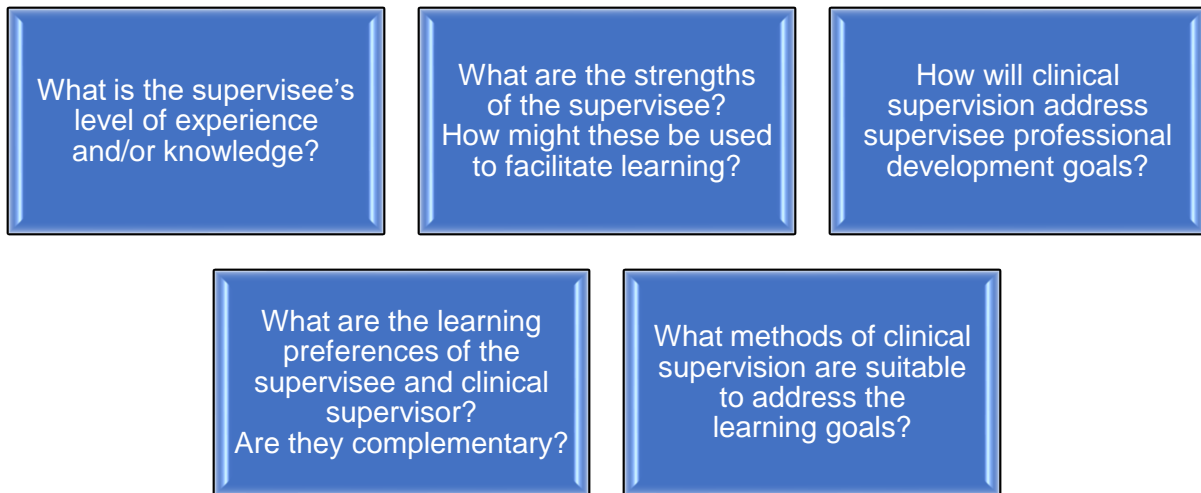 What is the supervisee’s
level of experience
and/or knowledge?
What are the strengths
of the supervisee?
How might these be used
to facilitate learning?
How will clinical
supervision address
supervisee professional
development goals?
What are the learning
preferences of the
supervisee and clinical
supervisor?
Are they complementary?
What methods of clinical
supervision are suitable
to address the
learning goals?